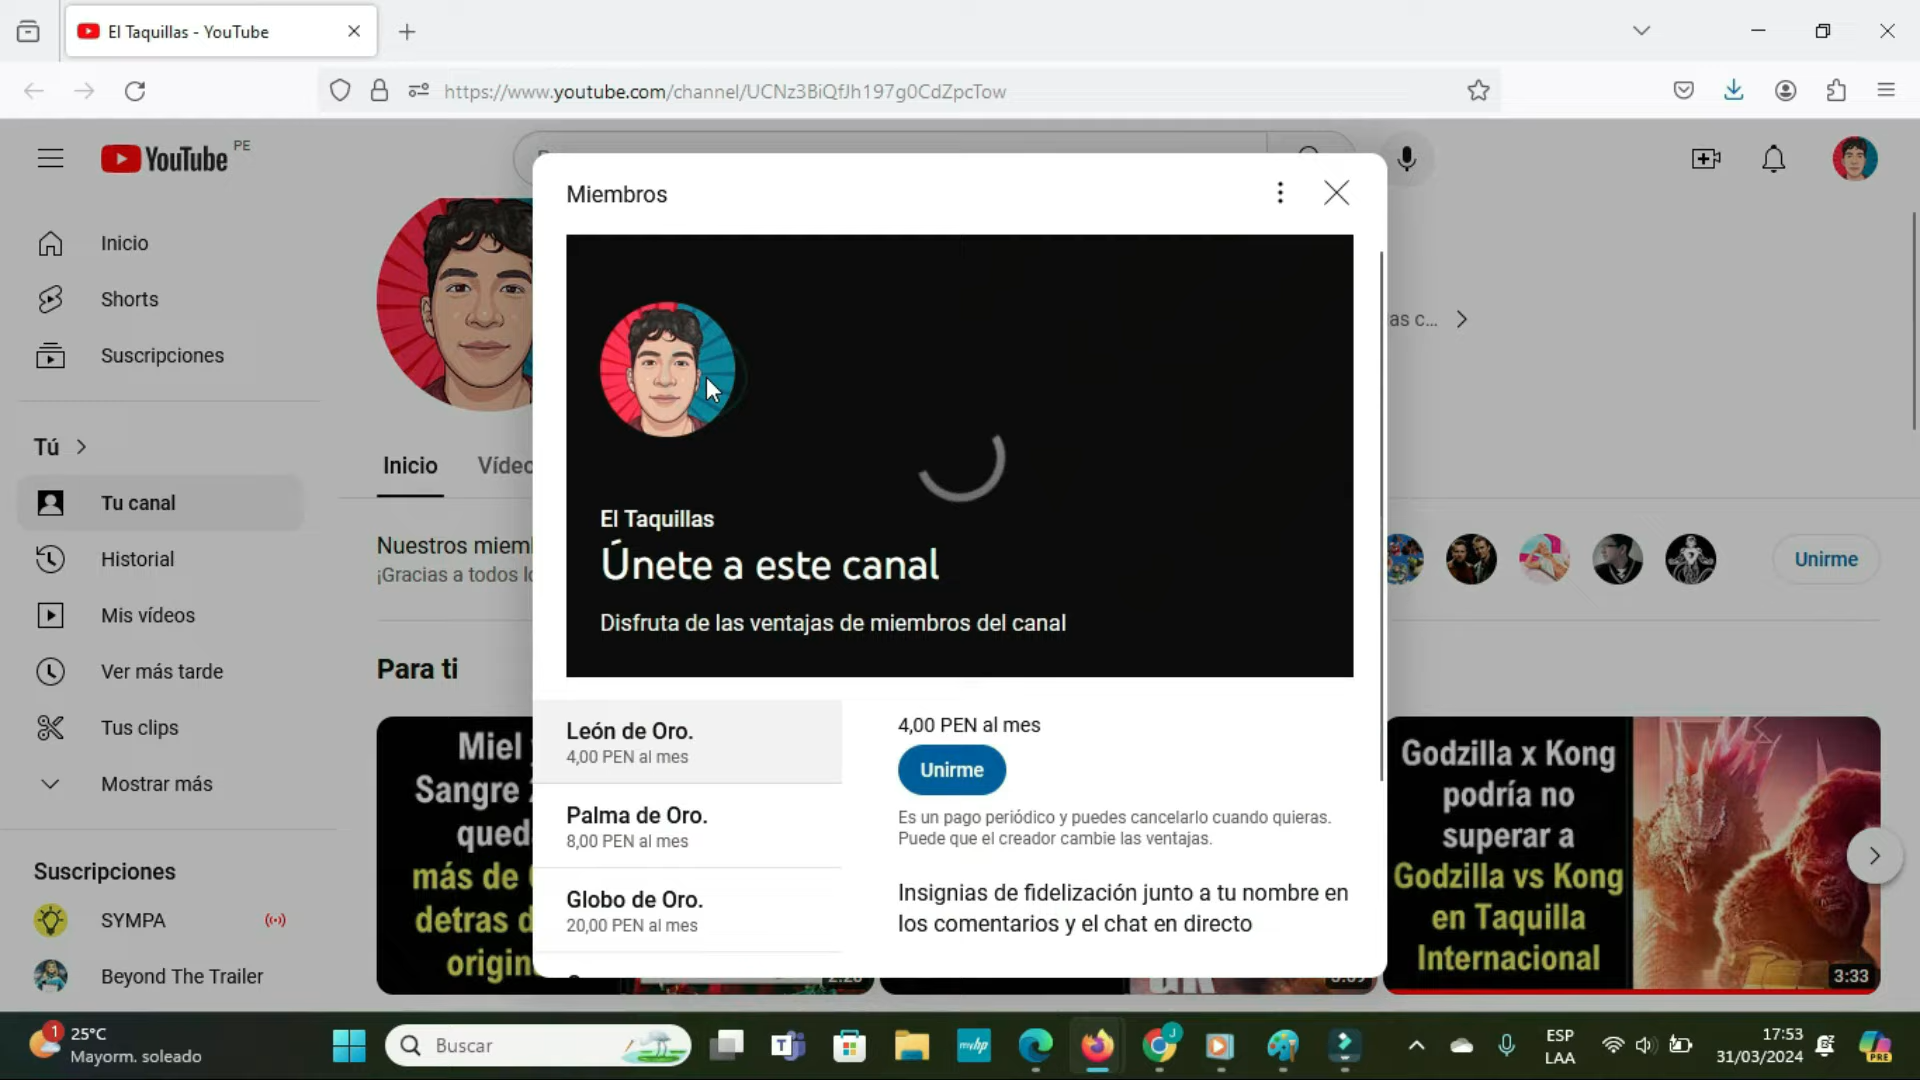 El Taquillas - YouTube
https://www.youtube.com/channel/UCNz3BiQfJh197g0CdZpcTow
YouTube PE
Inicio
Shorts
Suscripciones
Tú
Tu canal
Historial
Mis vídeos
Ver más tarde
Tus clips
Mostrar más
Suscripciones
SYMPA
Beyond The Trailer
as c...
Inicio
Nuestros
¡Gracias a todos
Unirme
Para ti
Miel
Sangre
más de
Godzilla x Kong
podría no
superar a
Godzilla vs Kong
en Taquilla
Internacional
3:33
Miembros
El Taquillas
Únete a este canal
Disfruta de las ventajas de miembros del canal
León de Oro.
4,00 PEN al mes
Palma de Oro.
8,00 PEN al mes
Globo de Oro.
20,00 PEN al mes
4,00 PEN al mes
Unirme
Es un pago periódico y puedes cancelarlo cuando quieras.
Puede que el creador cambie las ventajas.
Insignias de fidelización junto a tu nombre en
los comentarios y el chat en directo
1
25°C
Mayorm. soleado
Buscar
myhp
J
ESP
LAA
17:53
31/03/2024
PRE